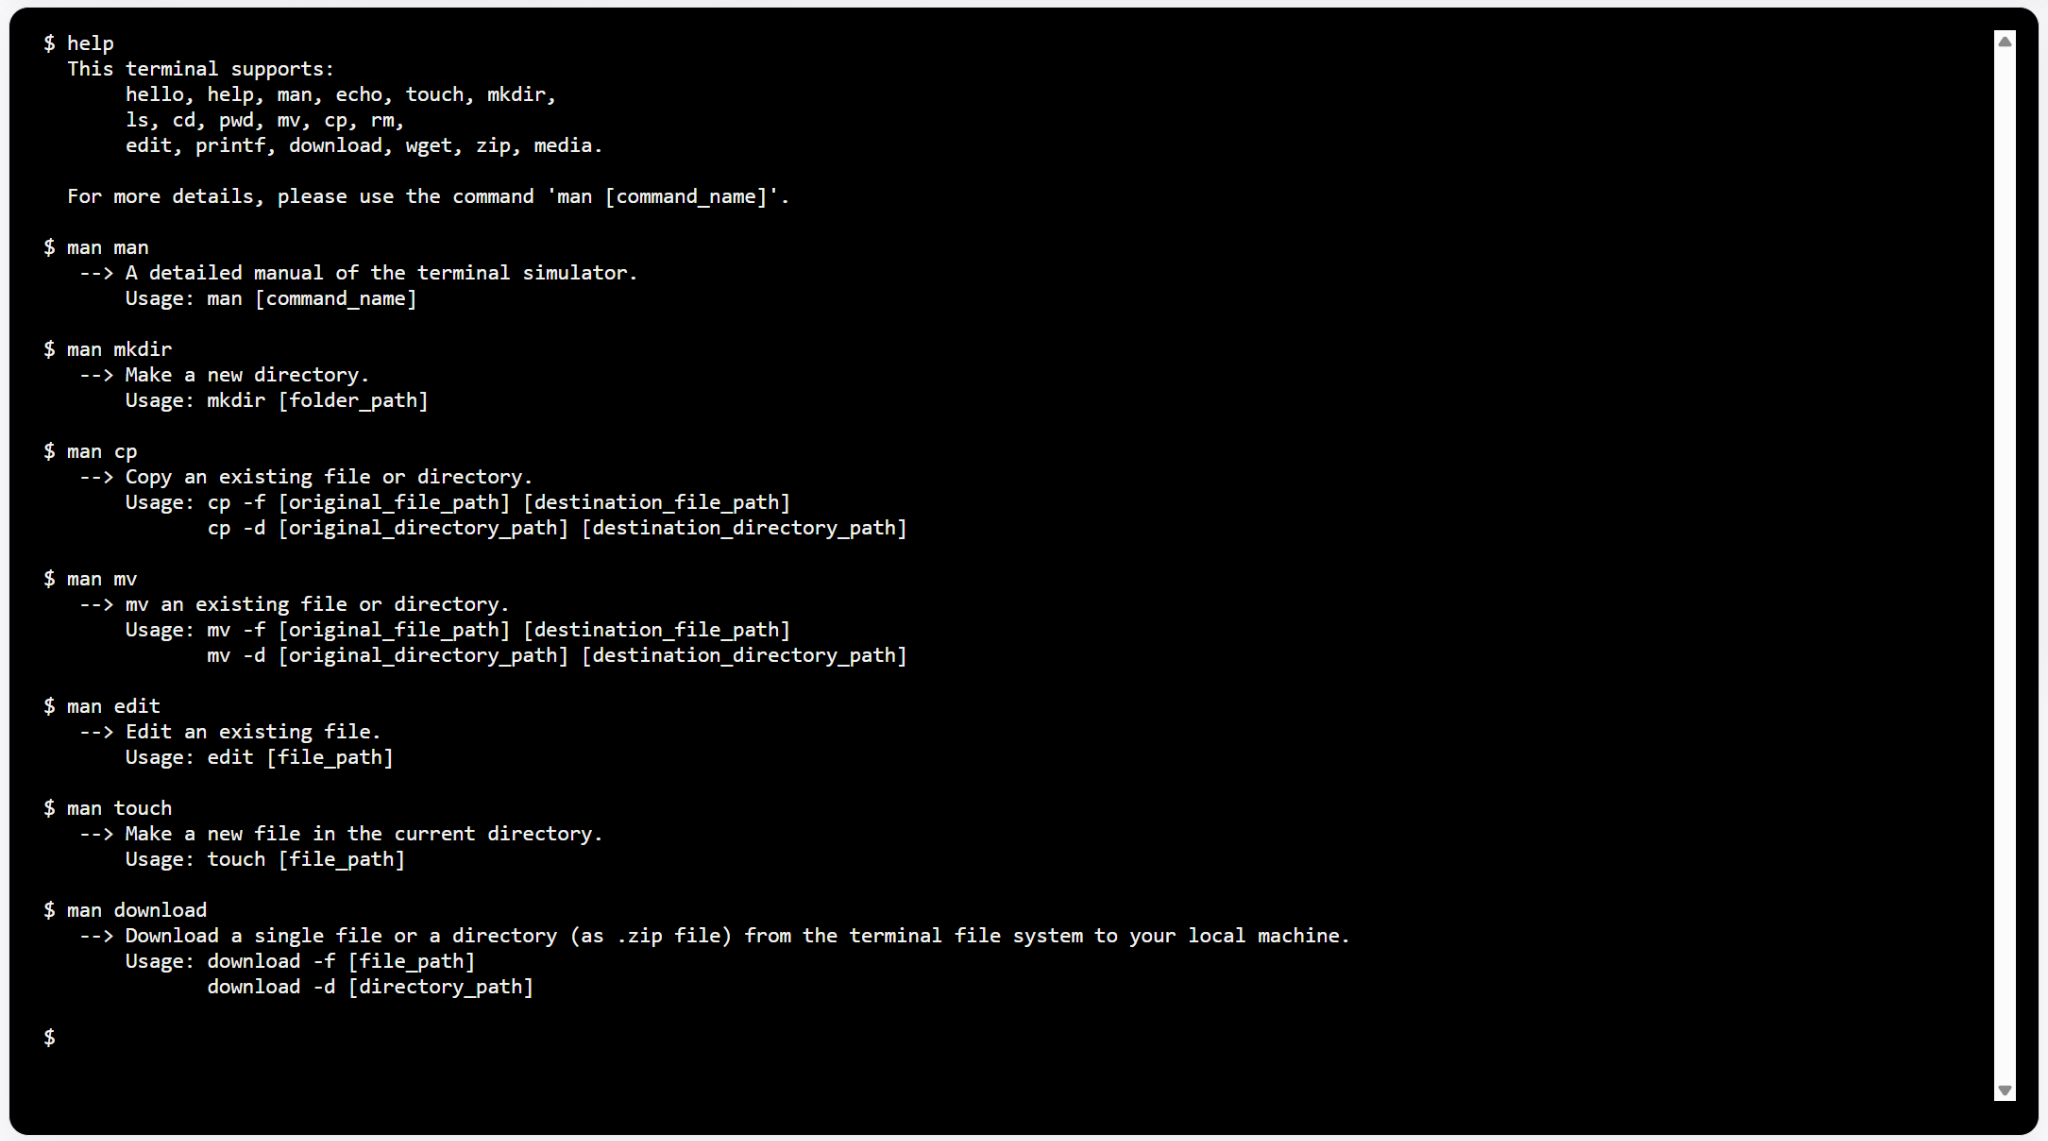 $ help
This terminal supports:
hello, help, man, echo, touch, mkdir,
ls, cd, pwd, mv, cp, rm,
edit, printf, download, wget, zip, media.
For more details, please use the command 'man [command_name]'.
$ man man
--> A detailed manual of the terminal simulator.
Usage: man [command_name]
$ man mkdir
--> Make a new directory.
Usage: mkdir [folder_path]
$ man cp
--> Copy an existing file or directory.
Usage: cp -f [original_file_path] [destination_file_path]
cp -d [original_directory_path] [destination_directory_path]
$ man mv
--> mv an existing file or directory.
Usage: mv -f [original_file_path] [destination_file_path]
mv -d [original_directory_path] [destination_directory_path]
$ man edit
--> Edit an existing file.
Usage: edit [file_path]
$ man touch
--> Make a new file in the current directory.
Usage: touch [file_path]
$ man download
--> Download a single file or a directory (as .zip file) from the terminal file system to your local machine.
Usage: download -f [file_path]
download -d [directory_path]
$